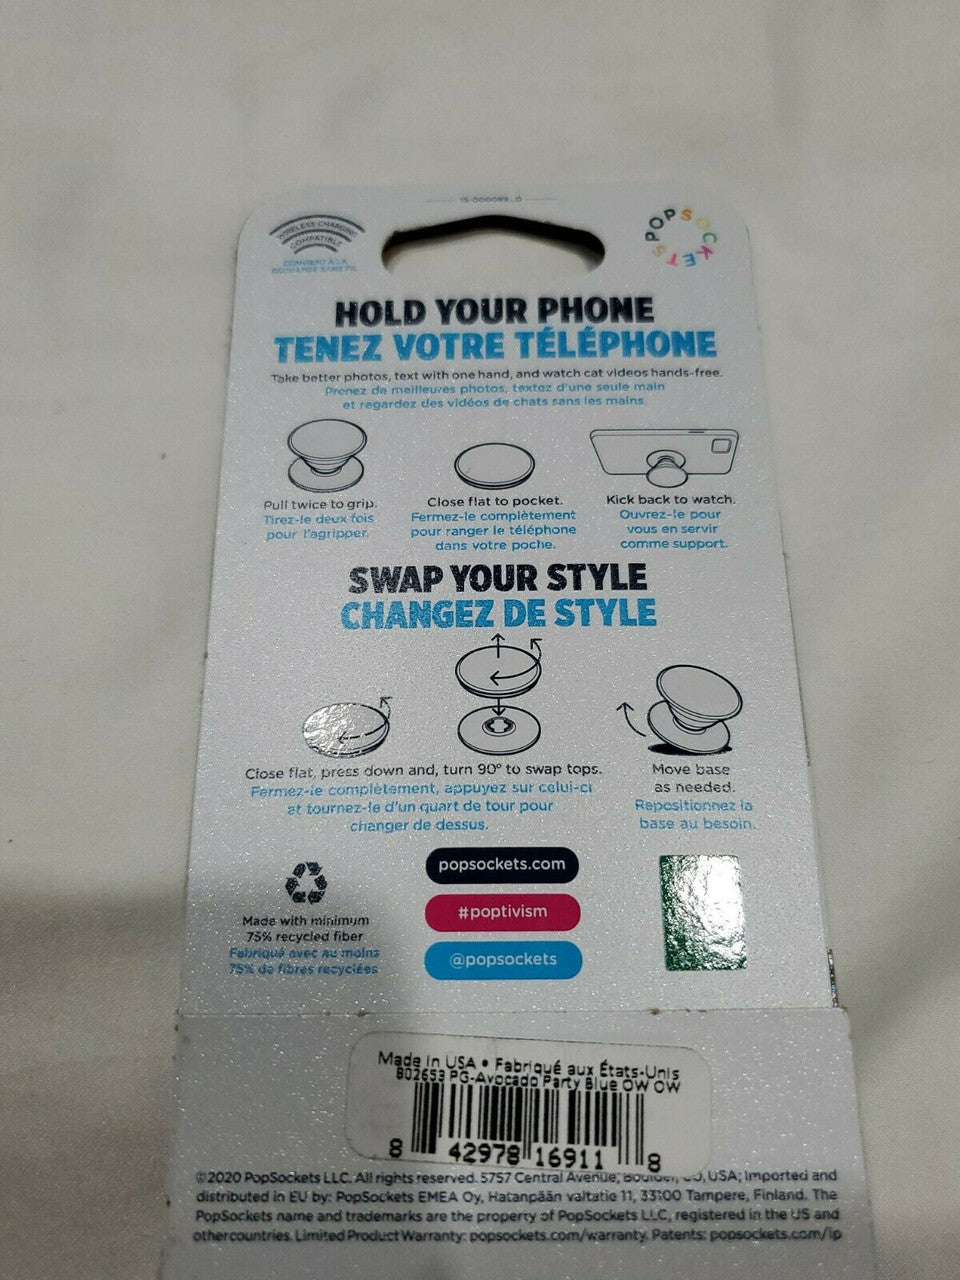 15-000089_0
WIRELESS CHARGING
COMPATIBLE
CONVIENT À LA
RECHARGE SANS FIL
POPSOCKETS
HOLD YOUR PHONE
TENEZ VOTRE TÉLÉPHONE
Take better photos, text with one hand, and watch cat videos hands-free.
Prenez de meilleures photos, textez d'une seule main
et regardez des vidéos de chats sans les mains.
Pull twice to grip.
Tirez-le deux fois
pour l'agripper.
Close flat to pocket.
Fermez-le complètement
pour ranger le téléphone
dans votre poche.
Kick back to watch.
Ouvrez-le pour
vous en servir
comme support.
SWAP YOUR STYLE
CHANGEZ DE STYLE
Close flat, press down and, turn 90° to swap tops.
Fermez-le complètement, appuyez sur celui-ci
et tournez-le d'un quart de tour pour
changer de dessus.
Move base
as needed.
Repositionnez la
base au besoin.
Made with minimum
75% recycled fiber
Fabriqué avec au moins
75% de fibres recyclées
popsockets.com
#poptivism
@popsockets
Made in USA • Fabriqué aux États-Unis
802653 PG-Avocado Party Blue OW OW
8 42978 16911 8
©2020 PopSockets LLC. All rights reserved. 5757 Central Avenue, USA; Imported and
distributed in EU by: PopSockets EMEA Oy, Hatanpään valtatie 11, 33100 Tampere, Finland. The
PopSockets name and trademarks are the property of PopSockets LLC, registered in the US and
other countries. Limited Product Warranty: popsockets.com/warranty. Patents: popsockets.com/ip